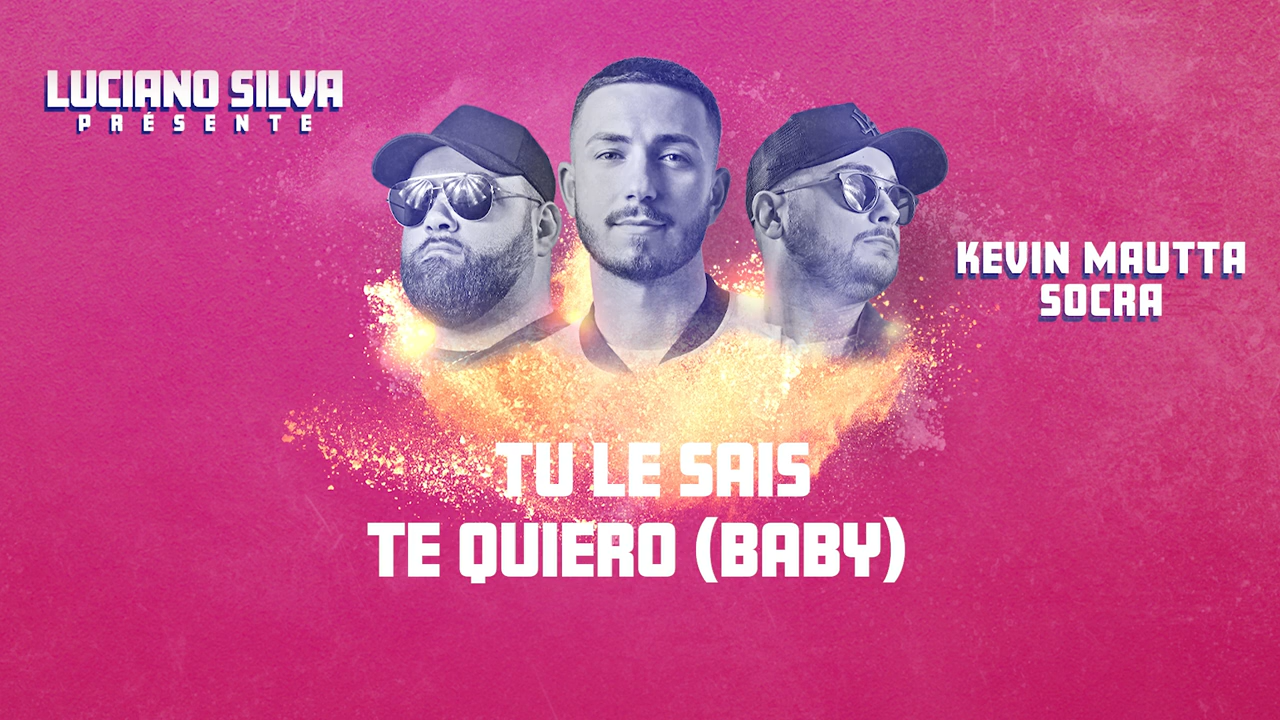 LUCIANO SILVA
PRÉSENTE
KEVIN MAUTTA
SOCRA
TU LE SAIS
TE QUIERO (BABY)